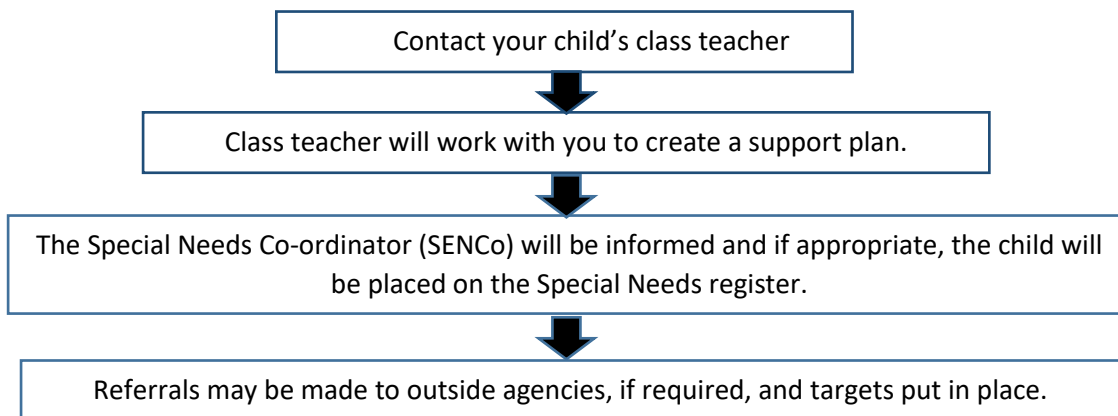 Contact your child’s class teacher
Class teacher will work with you to create a support plan.
The Special Needs Co-ordinator (SENCo) will be informed and if appropriate, the child will
be placed on the Special Needs register.
Referrals may be made to outside agencies, if required, and targets put in place.